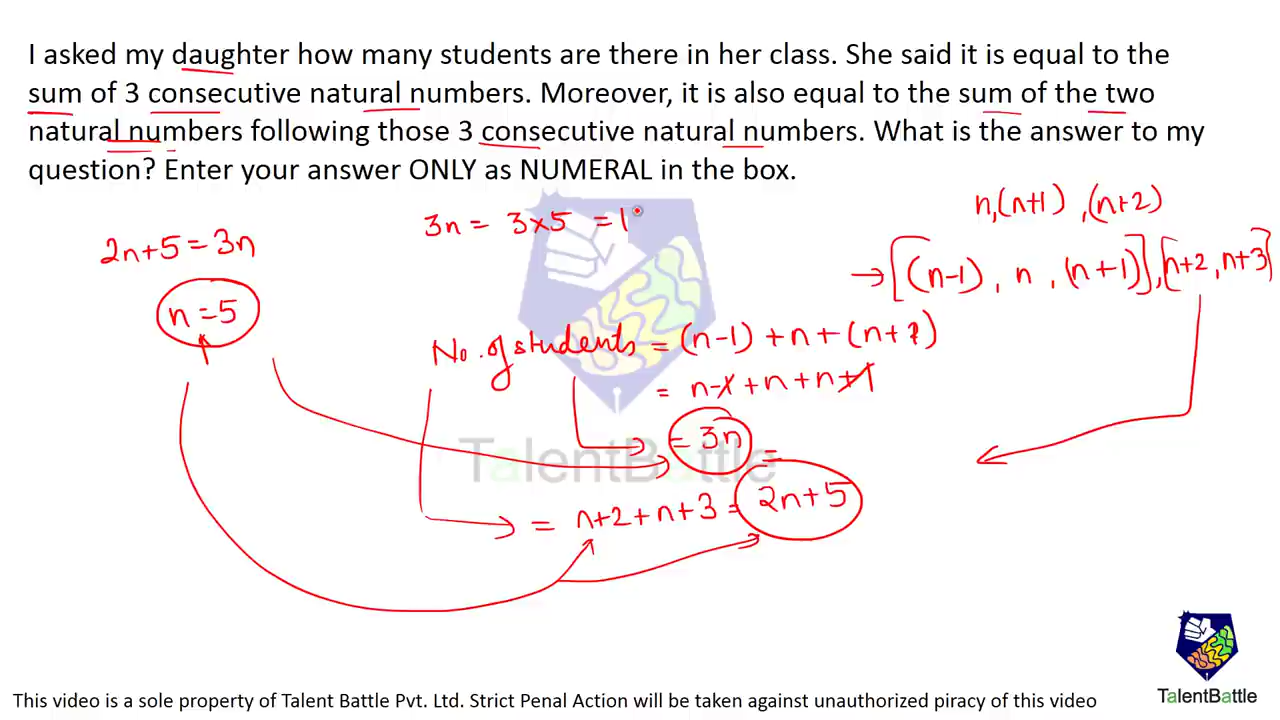 I asked my daughter how many students are there in her class. She said it is equal to the
sum of 3 consecutive natural numbers. Moreover, it is also equal to the sum of the two
natural numbers following those 3 consecutive natural numbers. What is the answer to my
question? Enter your answer ONLY as NUMERAL in the box.
n,(n+1) ,(n+2)
3n = 3×5 =1
2n+5=3n
→[(n-1) , n , (n+1)],[n+2, n+3]
n=5
No. of students = (n-1) +n+(n+1)
= n-1+n+n+1
= 3n =
TalentBattle
= n+2+n+3= 2n+5
TalentBattle
This video is a sole property of Talent Battle Pvt. Ltd. Strict Penal Action will be taken against unauthorized piracy of this video